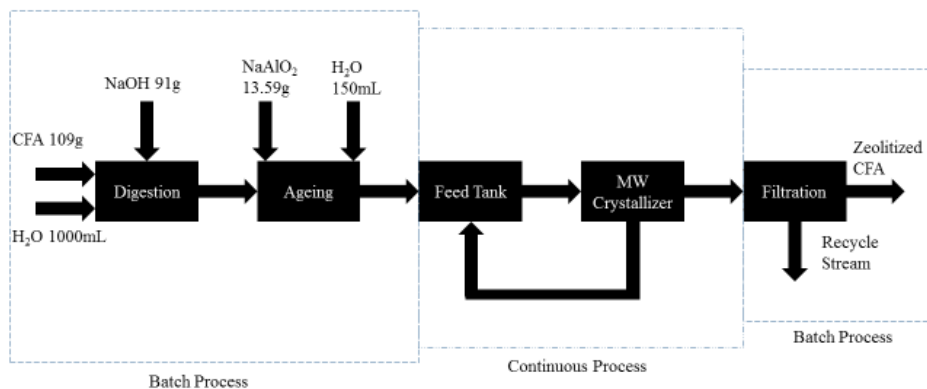 NaOH 91g
NaAlO₂
13.59g
H₂O
150mL
CFA 109g
H₂O 1000mL
Digestion
Ageing
Feed Tank
MW
Crystallizer
Filtration
Zeolitized
CFA
Recycle
Stream
Batch Process
Continuous Process
Batch Process